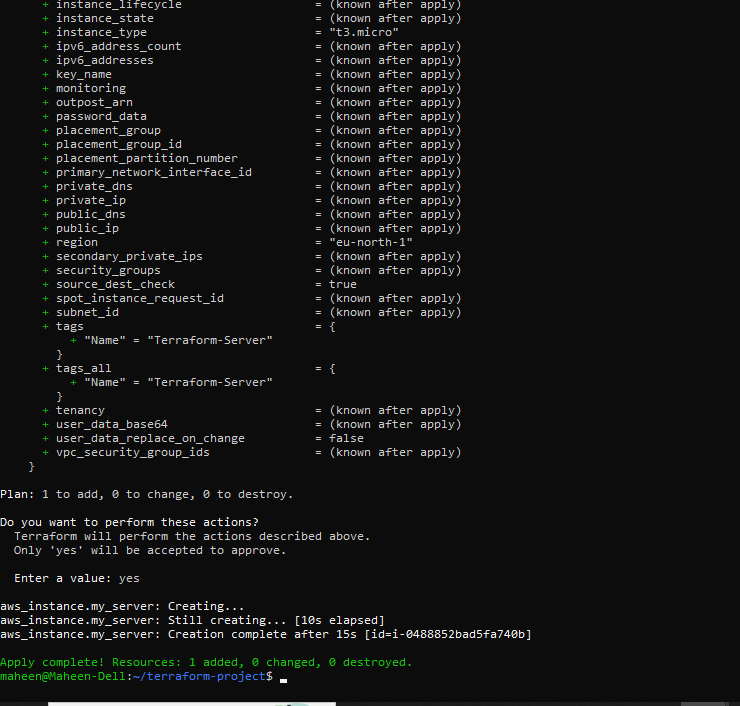 + instance_lifecycle = (known after apply)
+ instance_state = (known after apply)
+ instance_type = "t3.micro"
+ ipv6_address_count = (known after apply)
+ ipv6_addresses = (known after apply)
+ key_name = (known after apply)
+ monitoring = (known after apply)
+ outpost_arn = (known after apply)
+ password_data = (known after apply)
+ placement_group = (known after apply)
+ placement_group_id = (known after apply)
+ placement_partition_number = (known after apply)
+ primary_network_interface_id = (known after apply)
+ private_dns = (known after apply)
+ private_ip = (known after apply)
+ public_dns = (known after apply)
+ public_ip = (known after apply)
+ region = "eu-north-1"
+ secondary_private_ips = (known after apply)
+ security_groups = (known after apply)
+ source_dest_check = true
+ spot_instance_request_id = (known after apply)
+ subnet_id = (known after apply)
+ tags = {
+ "Name" = "Terraform-Server"
}
+ tags_all = {
+ "Name" = "Terraform-Server"
}
+ tenancy = (known after apply)
+ user_data_base64 = (known after apply)
+ user_data_replace_on_change = false
+ vpc_security_group_ids = (known after apply)
}
Plan: 1 to add, 0 to change, 0 to destroy.
Do you want to perform these actions?
Terraform will perform the actions described above.
Only 'yes' will be accepted to approve.
Enter a value: yes
aws_instance.my_server: Creating...
aws_instance.my_server: Still creating... [10s elapsed]
aws_instance.my_server: Creation complete after 15s [id=i-0488852bad5fa740b]
Apply complete! Resources: 1 added, 0 changed, 0 destroyed.
maheen@Maheen-Dell:~/terraform-project$